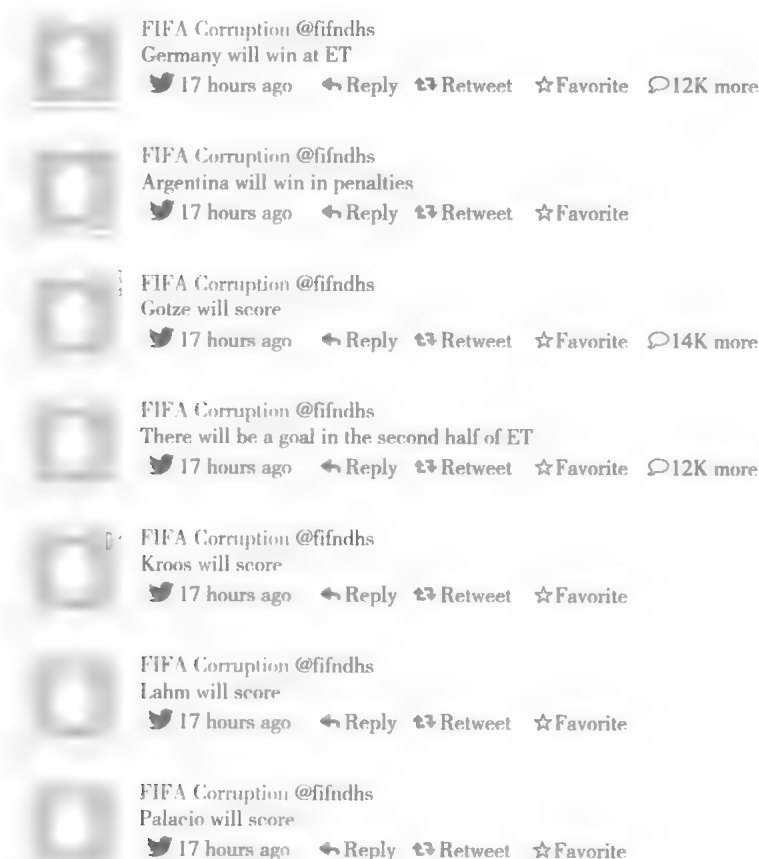 FIFA Corruption @fifndhs
Germany will win at ET
17 hours ago Reply Retweet Favorite 12K more
FIFA Corruption @fifndhs
Argentina will win in penalties
17 hours ago Reply Retweet Favorite
FIFA Corruption @fifndhs
Gotze will score
17 hours ago Reply Retweet Favorite 14K more
FIFA Corruption @fifndhs
There will be a goal in the second half of ET
17 hours ago Reply Retweet Favorite 12K more
FIFA Corruption @fifndhs
Kroos will score
17 hours ago Reply Retweet Favorite
FIFA Corruption @fifndhs
Lahm will score
17 hours ago Reply Retweet Favorite
FIFA Corruption @fifndhs
Palacio will score
17 hours ago Reply Retweet Favorite